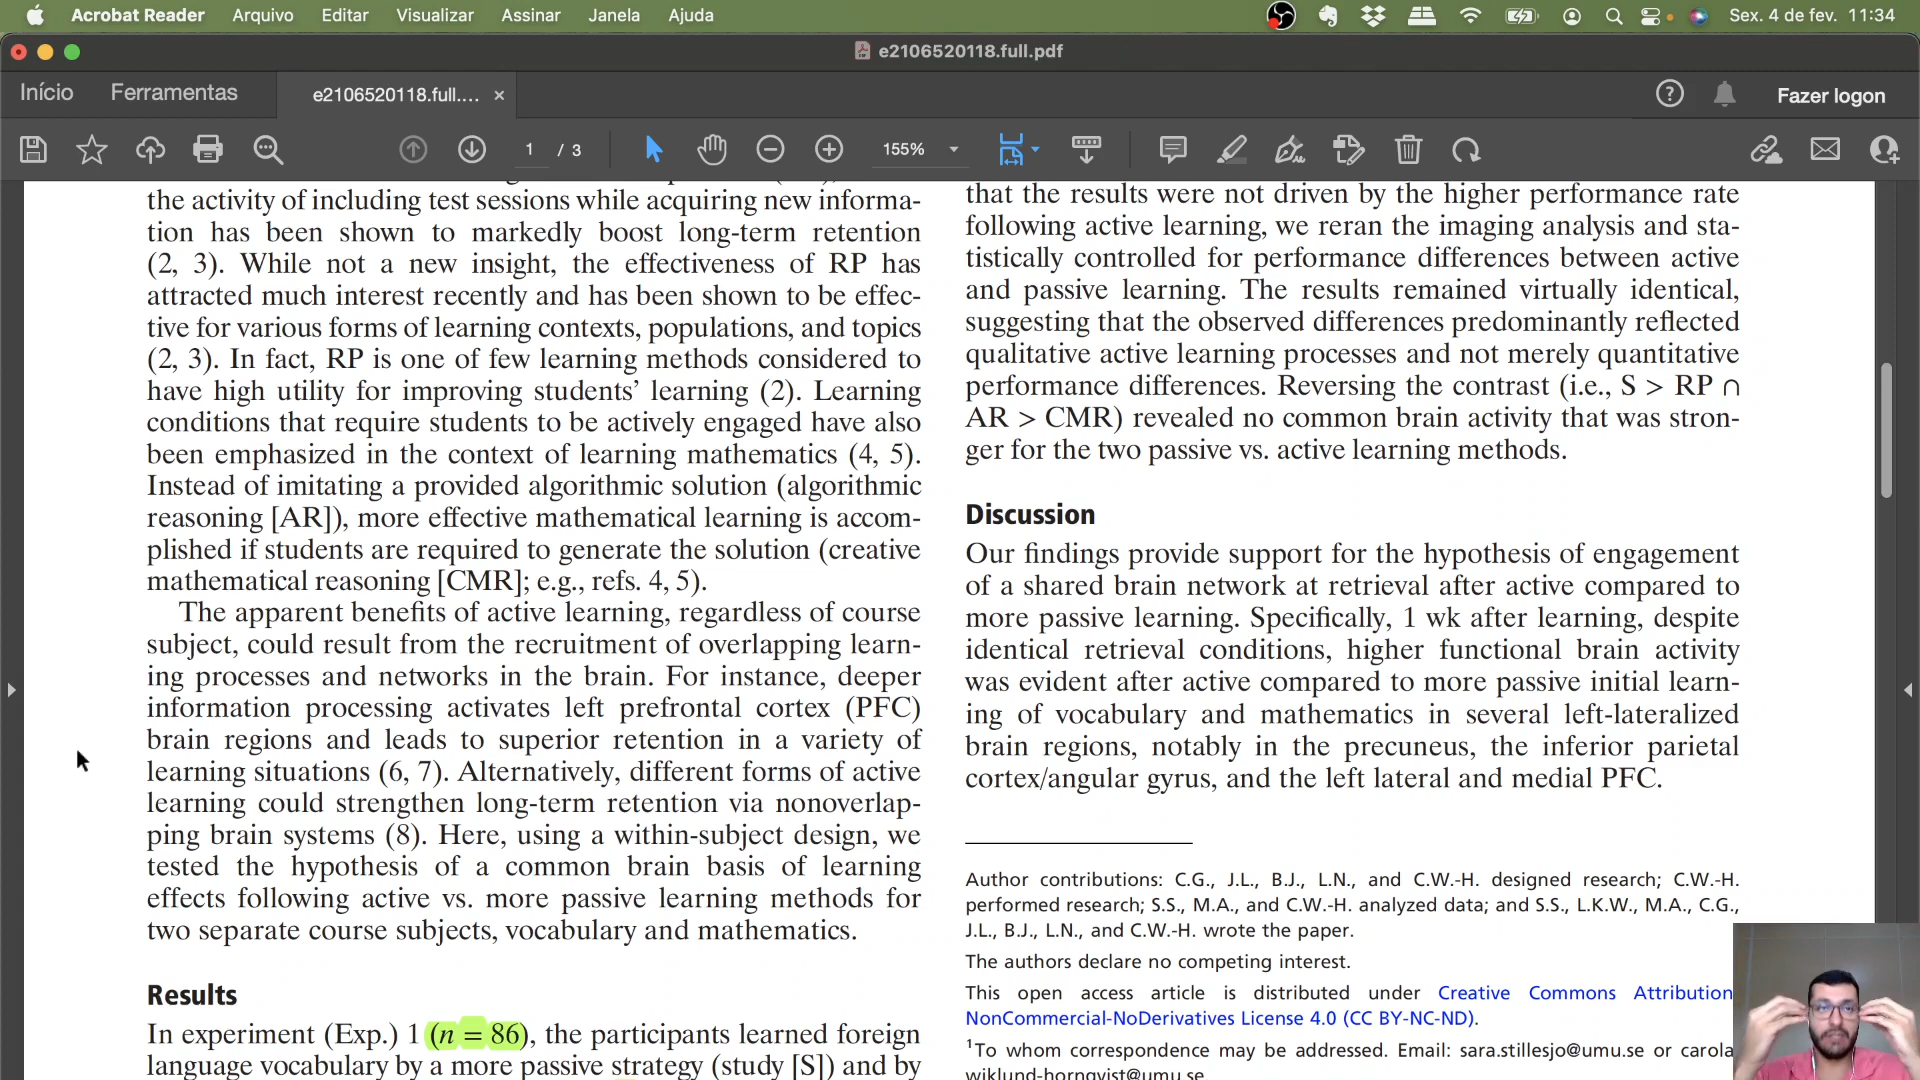 Acrobat Reader Arquivo Editar Visualizar Assinar Janela Ajuda Sex. 4 de fev. 11:34
e2106520118.full.pdf
Início Ferramentas e2106520118.full.... × Fazer logon
1 / 3 155%
the activity of including test sessions while acquiring new informa-
tion has been shown to markedly boost long-term retention
(2, 3). While not a new insight, the effectiveness of RP has
attracted much interest recently and has been shown to be effec-
tive for various forms of learning contexts, populations, and topics
(2, 3). In fact, RP is one of few learning methods considered to
have high utility for improving students’ learning (2). Learning
conditions that require students to be actively engaged have also
been emphasized in the context of learning mathematics (4, 5).
Instead of imitating a provided algorithmic solution (algorithmic
reasoning [AR]), more effective mathematical learning is accom-
plished if students are required to generate the solution (creative
mathematical reasoning [CMR]; e.g., refs. 4, 5).
The apparent benefits of active learning, regardless of course
subject, could result from the recruitment of overlapping learn-
ing processes and networks in the brain. For instance, deeper
information processing activates left prefrontal cortex (PFC)
brain regions and leads to superior retention in a variety of
learning situations (6, 7). Alternatively, different forms of active
learning could strengthen long-term retention via nonoverlap-
ping brain systems (8). Here, using a within-subject design, we
tested the hypothesis of a common brain basis of learning
effects following active vs. more passive learning methods for
two separate course subjects, vocabulary and mathematics.
Results
In experiment (Exp.) 1 (n = 86), the participants learned foreign
language vocabulary by a more passive strategy (study [S]) and by
that the results were not driven by the higher performance rate
following active learning, we reran the imaging analysis and sta-
tistically controlled for performance differences between active
and passive learning. The results remained virtually identical,
suggesting that the observed differences predominantly reflected
qualitative active learning processes and not merely quantitative
performance differences. Reversing the contrast (i.e., S > RP ∩
AR > CMR) revealed no common brain activity that was stron-
ger for the two passive vs. active learning methods.
Discussion
Our findings provide support for the hypothesis of engagement
of a shared brain network at retrieval after active compared to
more passive learning. Specifically, 1 wk after learning, despite
identical retrieval conditions, higher functional brain activity
was evident after active compared to more passive initial learn-
ing of vocabulary and mathematics in several left-lateralized
brain regions, notably in the precuneus, the inferior parietal
cortex/angular gyrus, and the left lateral and medial PFC.
Author contributions: C.G., J.L., B.J., L.N., and C.W.-H. designed research; C.W.-H.
performed research; S.S., M.A., and C.W.-H. analyzed data; and S.S., L.K.W., M.A., C.G.,
J.L., B.J., L.N., and C.W.-H. wrote the paper.
The authors declare no competing interest.
This open access article is distributed under Creative Commons Attribution
NonCommercial-NoDerivatives License 4.0 (CC BY-NC-ND).
1To whom correspondence may be addressed. Email: sara.stillesjo@umu.se or carola
wiklund-hornqvist@umu.se.